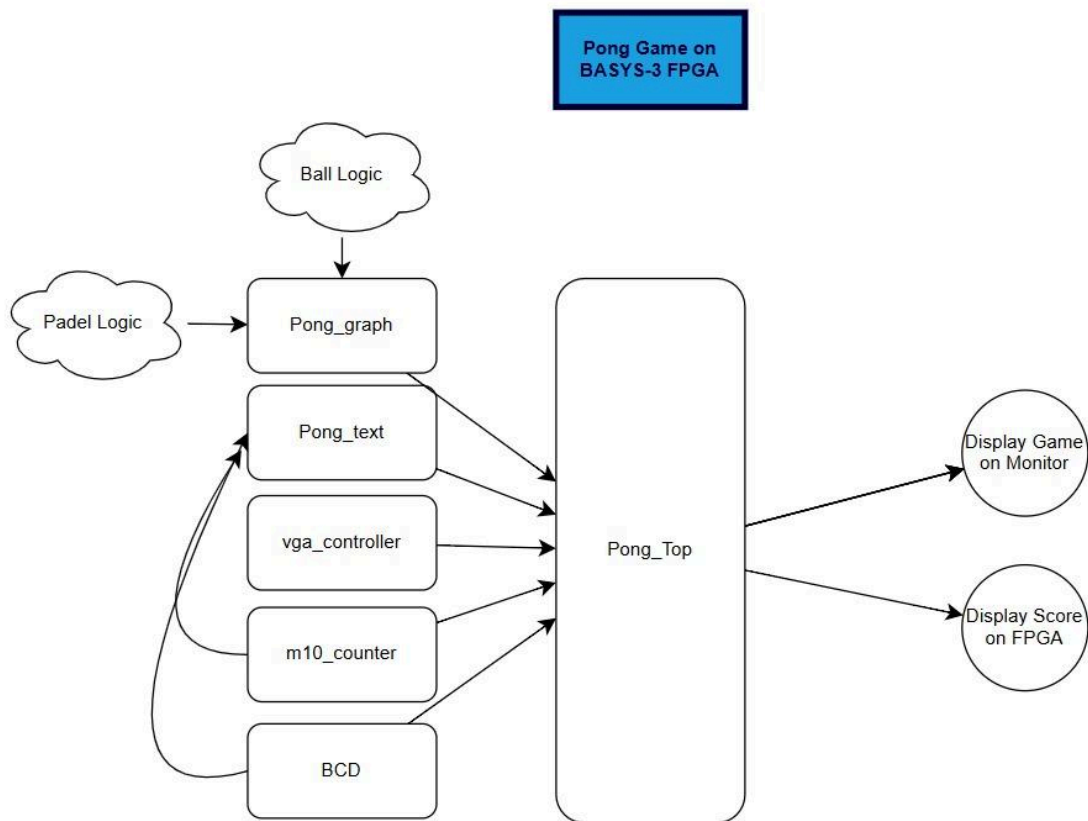 Pong Game on
BASYS-3 FPGA
Ball Logic
Padel Logic
Pong_graph
Pong_text
vga_controller
m10_counter
BCD
Pong_Top
Display Game
on Monitor
Display Score
on FPGA